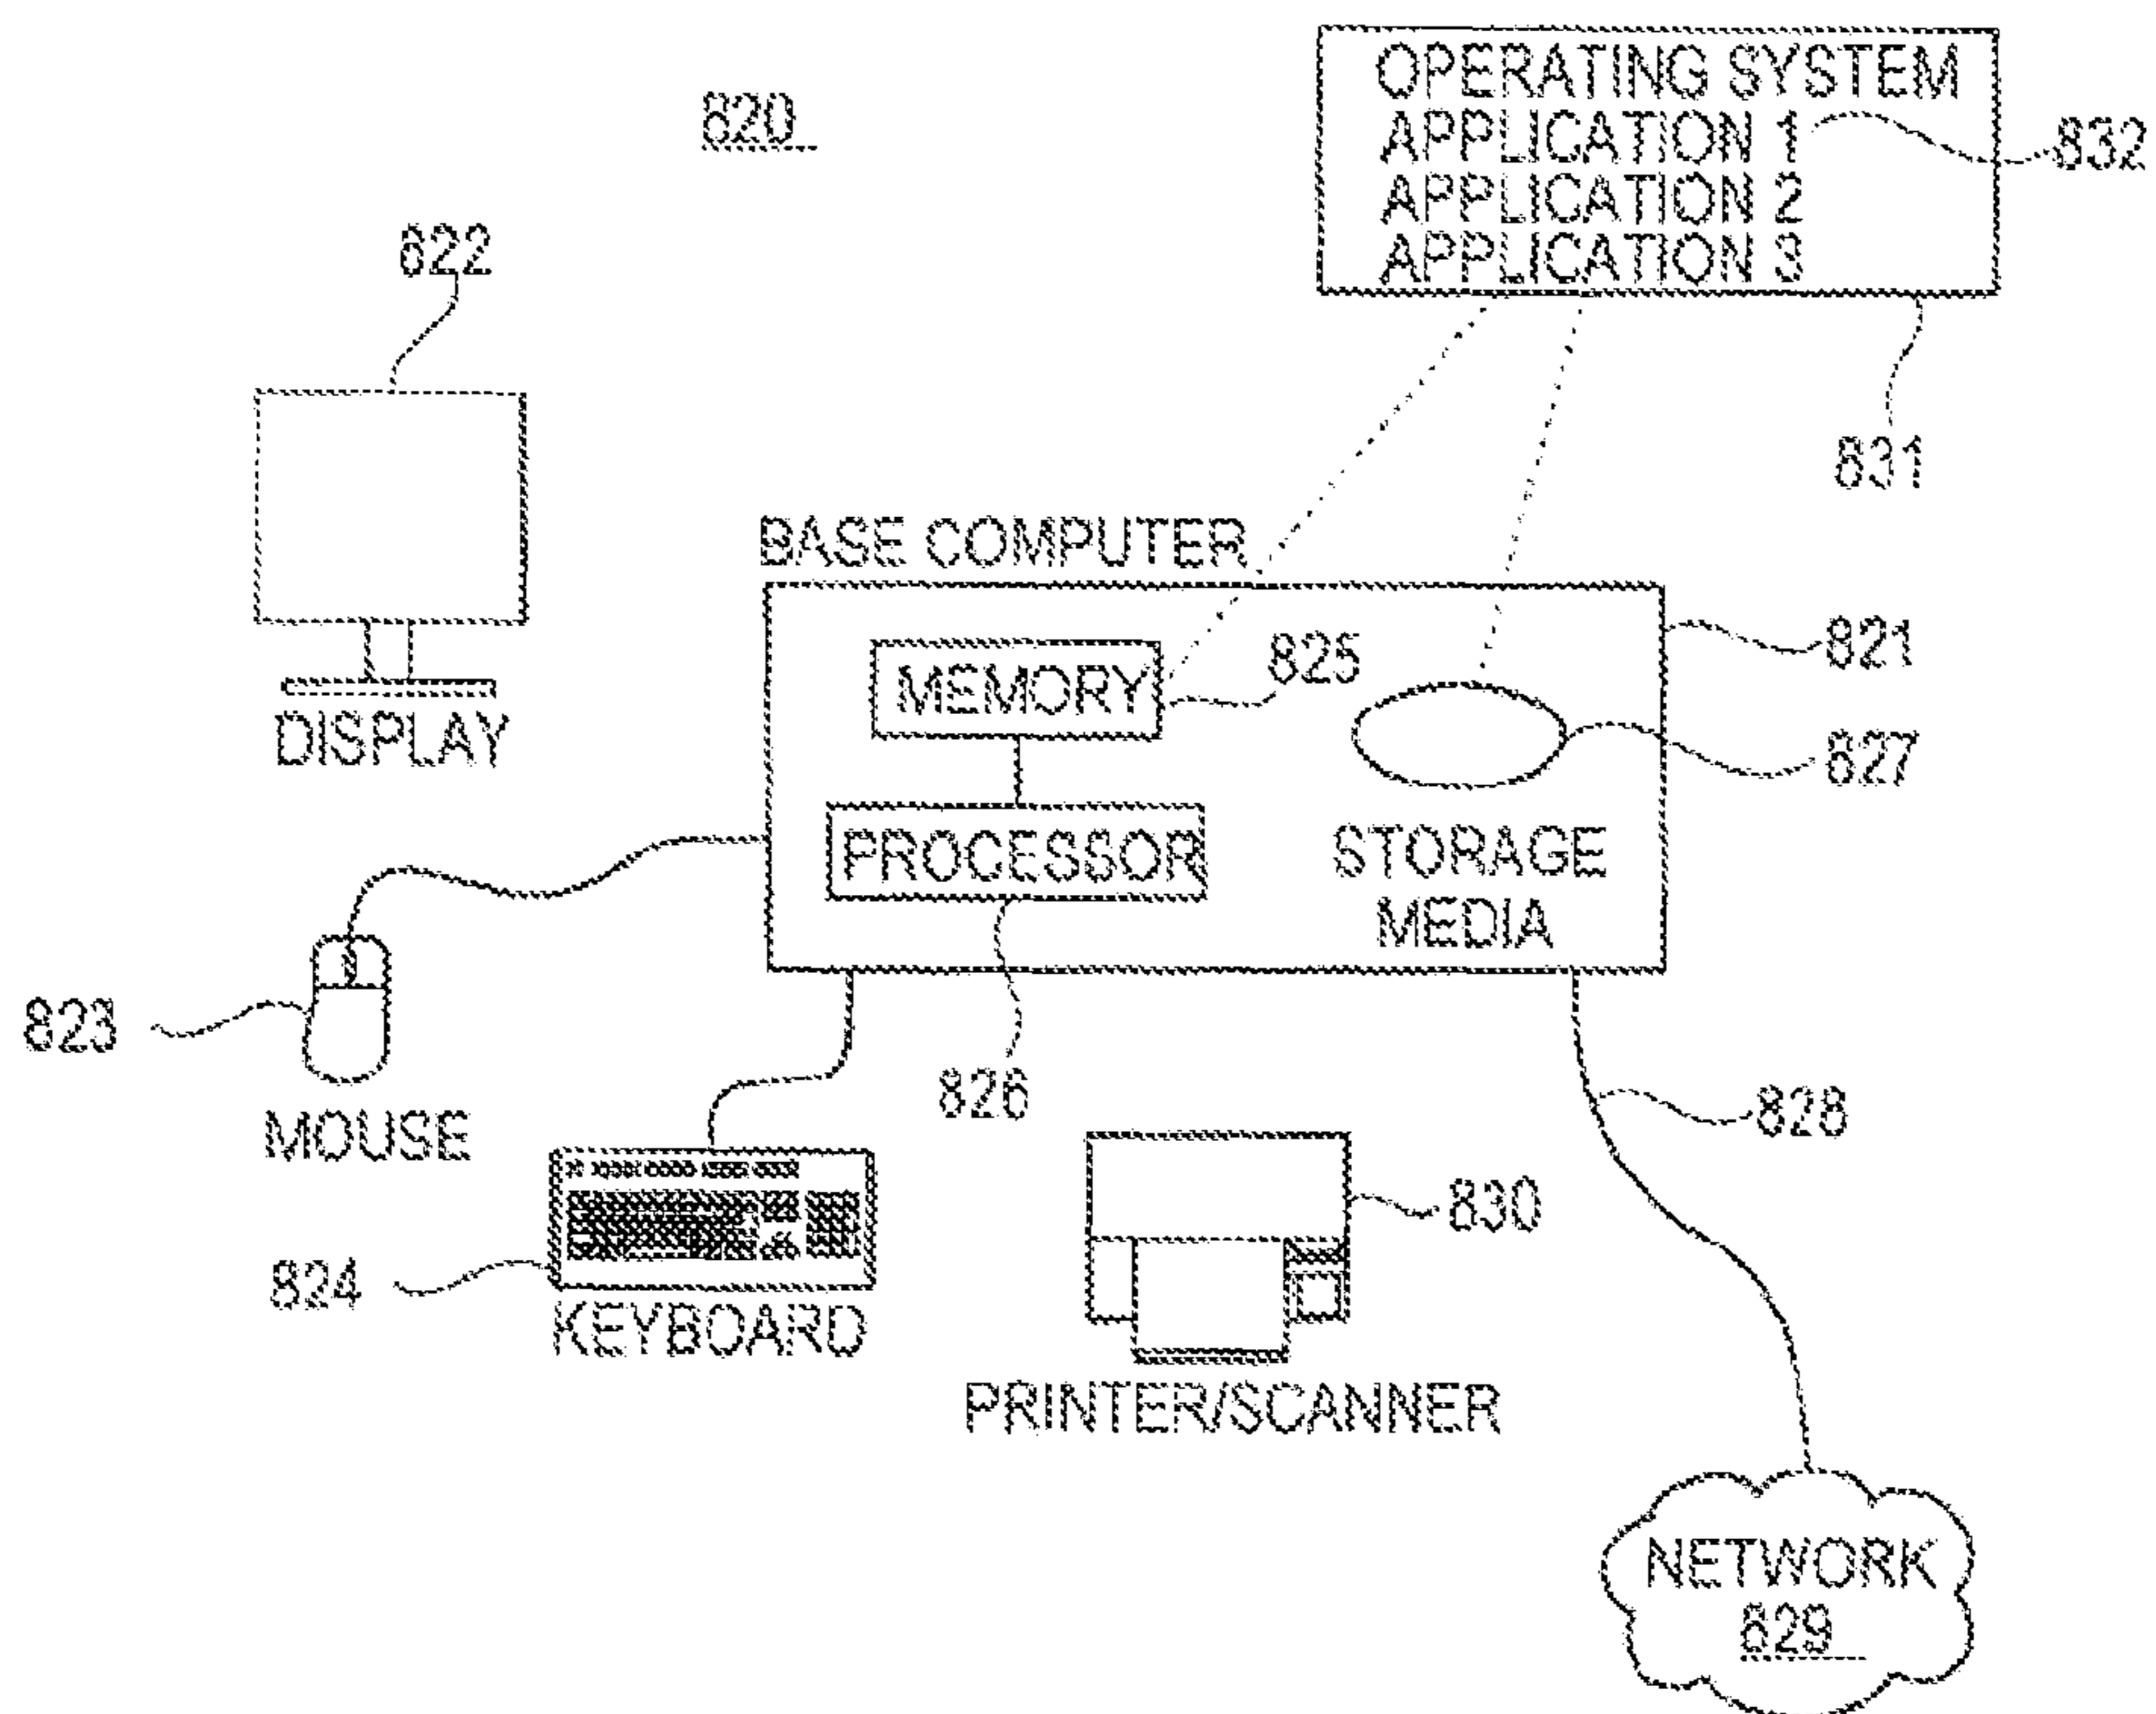 820
OPERATING SYSTEM
APPLICATION 1
APPLICATION 2
APPLICATION 3
832
822
831
BASE COMPUTER
MEMORY
825
821
DISPLAY
827
PROCESSOR
STORAGE
MEDIA
823
826
828
MOUSE
830
824
KEYBOARD
PRINTER/SCANNER
NETWORK
829